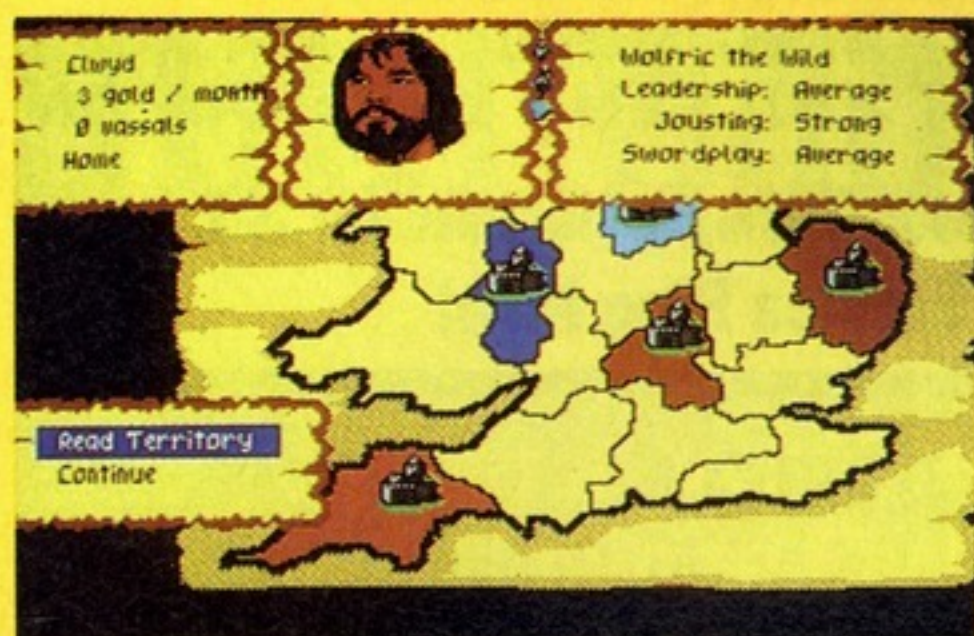 Clwyd
3 gold / month
0 vassals
Home
Wolfric the Wild
Leadership: Average
Jousting: Strong
Swordplay: Average
Read Territory
Continue